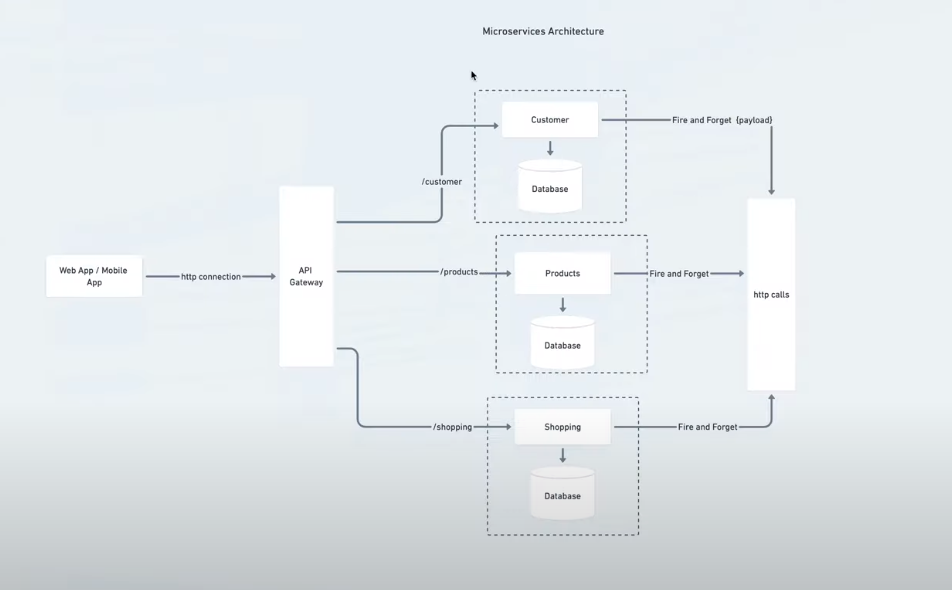 Microservices Architecture
Customer
Fire and Forget {payload}
/customer
Database
Web App / Mobile
App
http connection
API
Gateway
/products
Products
Fire and Forget
http calls
Database
/shopping
Shopping
Fire and Forget
Database